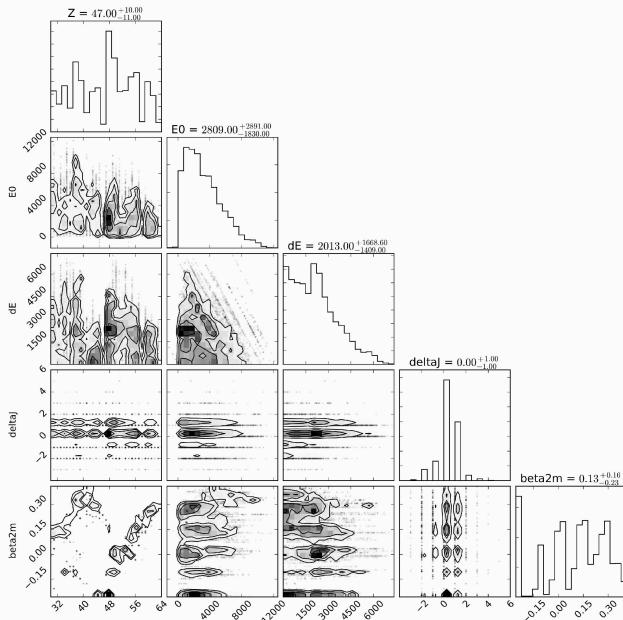 Z = 47.00 +10.00 −11.00
12000
E0 = 2809.00 +2891.00 −1830.00
8000
E0
4000
0
dE = 2013.00 +1668.60 −1409.00
6000
4500
dE
3000
1500
deltaJ = 0.00 +1.00 −1.00
6
4
deltaJ
2
0
−2
beta2m = 0.13 +0.16 −0.23
0.30
0.15
beta2m
0.00
−0.15
32 40 48 56 64 0 4000 8000 12000 1500 3000 4500 6000 −2 0 2 4 6 −0.15 0.00 0.15 0.30